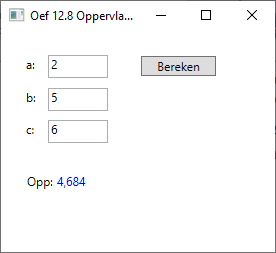 Oef 12.8 Oppervla...
a: 2 Bereken
b: 5
c: 6
Opp: 4,684